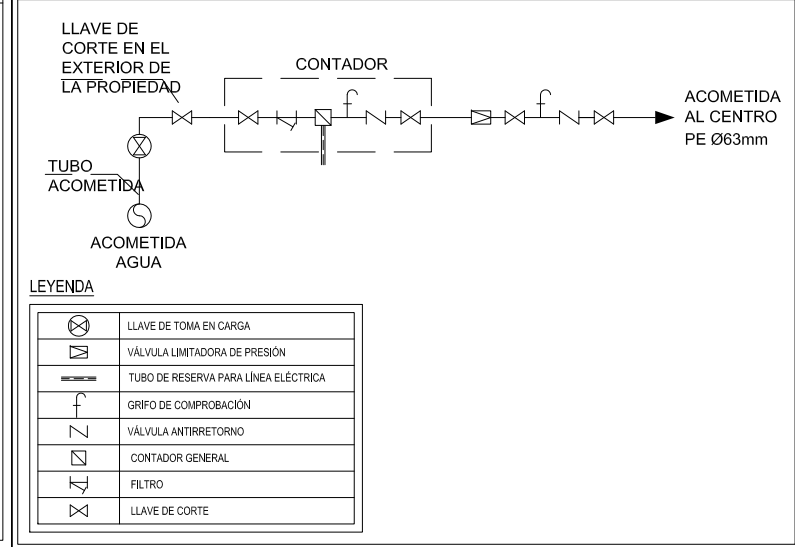 LLAVE DE
CORTE EN EL
EXTERIOR DE
LA PROPIEDAD
CONTADOR
ACOMETIDA
AL CENTRO
PE Ø63mm
TUBO
ACOMETIDA
ACOMETIDA
AGUA
LEYENDA
LLAVE DE TOMA EN CARGA
VÁLVULA LIMITADORA DE PRESIÓN
TUBO DE RESERVA PARA LÍNEA ELÉCTRICA
GRIFO DE COMPROBACIÓN
VÁLVULA ANTIRRETORNO
CONTADOR GENERAL
FILTRO
LLAVE DE CORTE